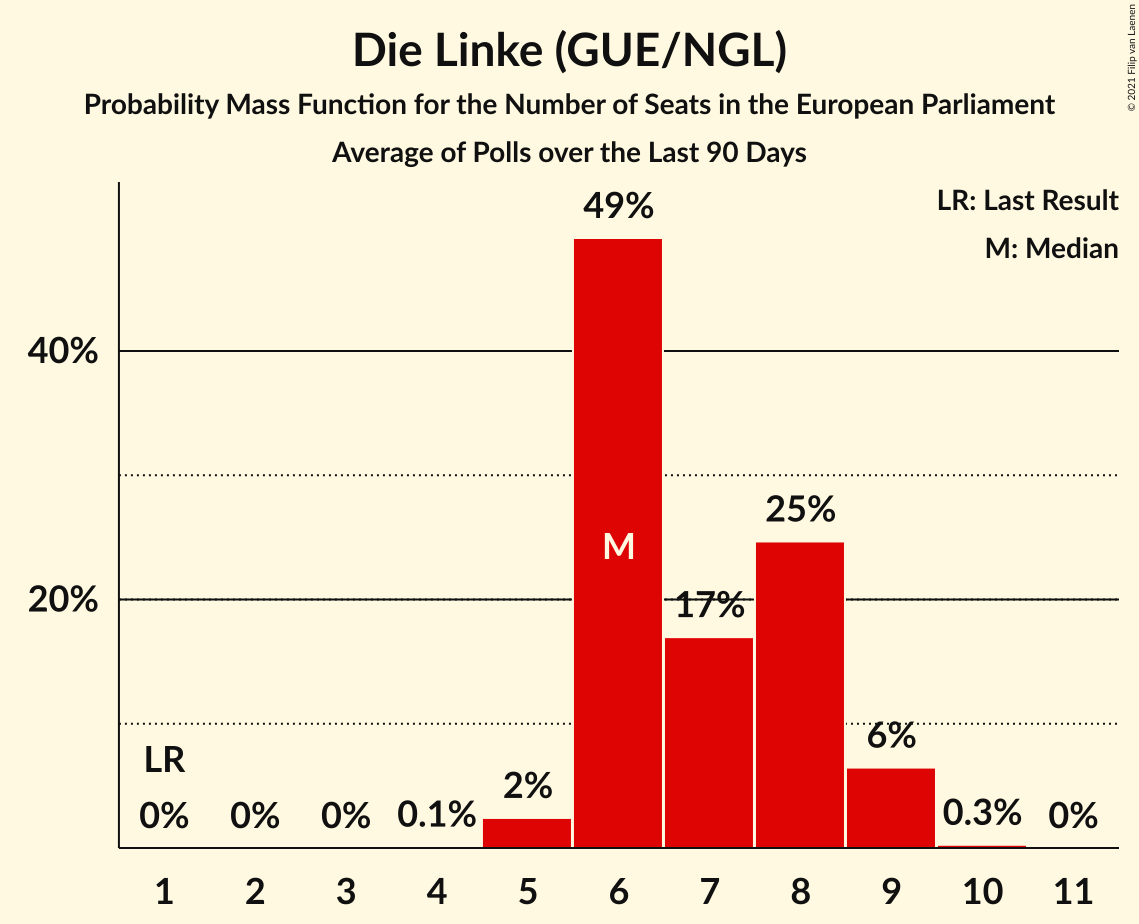 Die Linke (GUE/NGL)
Probability Mass Function for the Number of Seats in the European Parliament
Average of Polls over the Last 90 Days
© 2021 Filip van Laenen
LR: Last Result
M: Median
49%
40%
25%
M
20%
17%
6%
LR
2%
0% 0% 0% 0.1% 0.3% 0%
1 2 3 4 5 6 7 8 9 10 11